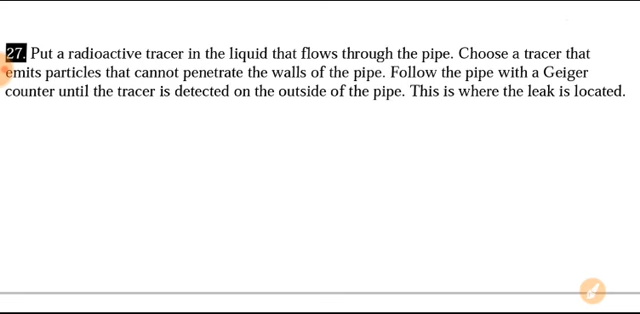 27. Put a radioactive tracer in the liquid that flows through the pipe. Choose a tracer that
emits particles that cannot penetrate the walls of the pipe. Follow the pipe with a Geiger
counter until the tracer is detected on the outside of the pipe. This is where the leak is located.